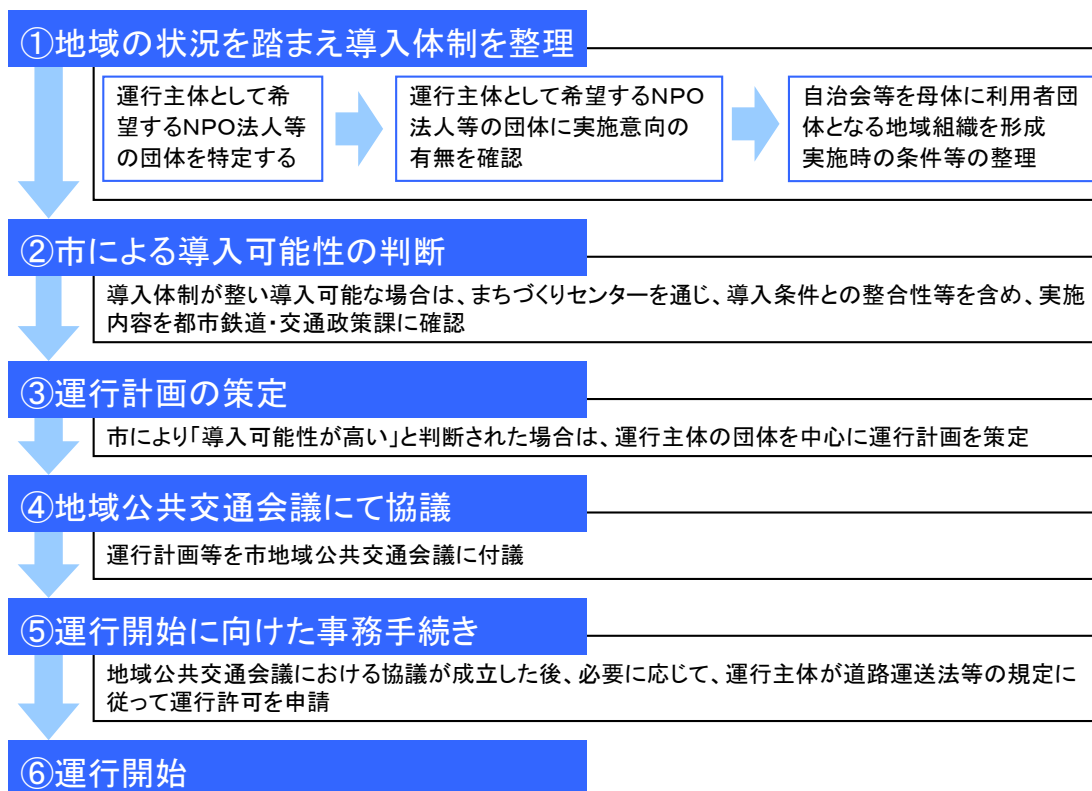 ①地域の状況を踏まえ導入体制を整理
運行主体として希
望するNPO法人等
の団体を特定する
運行主体として希望するNPO
法人等の団体に実施意向の
有無を確認
自治会等を母体に利用者団
体となる地域組織を形成
実施時の条件等の整理
②市による導入可能性の判断
導入体制が整い導入可能な場合は、まちづくりセンターを通じ、導入条件との整合性等を含め、実施
内容を都市鉄道・交通政策課に確認
③運行計画の策定
市により「導入可能性が高い」と判断された場合は、運行主体の団体を中心に運行計画を策定
④地域公共交通会議にて協議
運行計画等を市地域公共交通会議に付議
⑤運行開始に向けた事務手続き
地域公共交通会議における協議が成立した後、必要に応じて、運行主体が道路運送法等の規定に
従って運行許可を申請
⑥運行開始